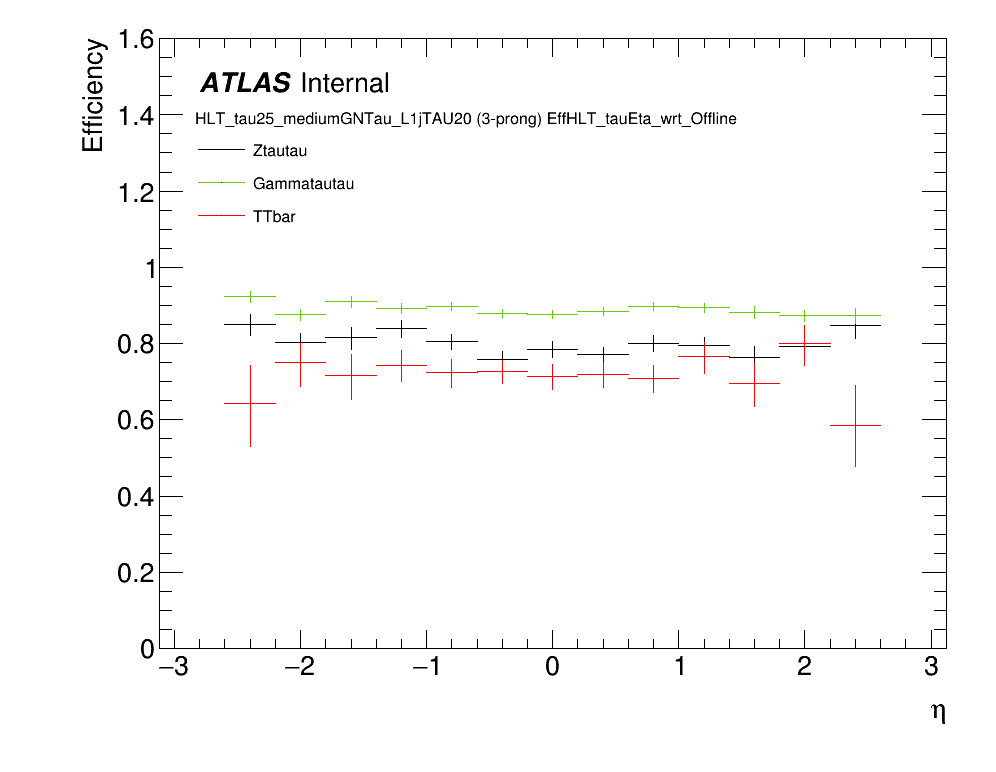 Efficiency
1.6
1.4
1.2
1
0.8
0.6
0.4
0.2
0
ATLAS Internal
HLT_tau25_mediumGNTau_L1jTAU20 (3-prong) EffHLT_tauEta_wrt_Offline
Ztautau
Gammatautau
TTbar
−3 −2 −1 0 1 2 3
η